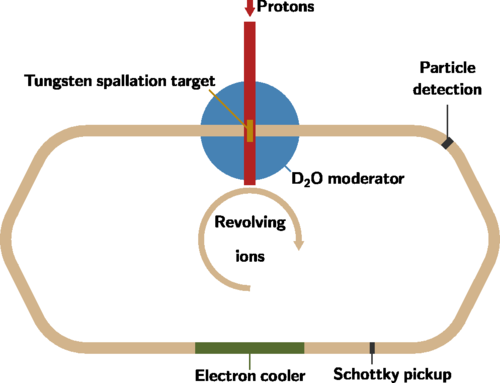 Protons
Tungsten spallation target
Particle
detection
D₂O moderator
Revolving
ions
Electron cooler
Schottky pickup